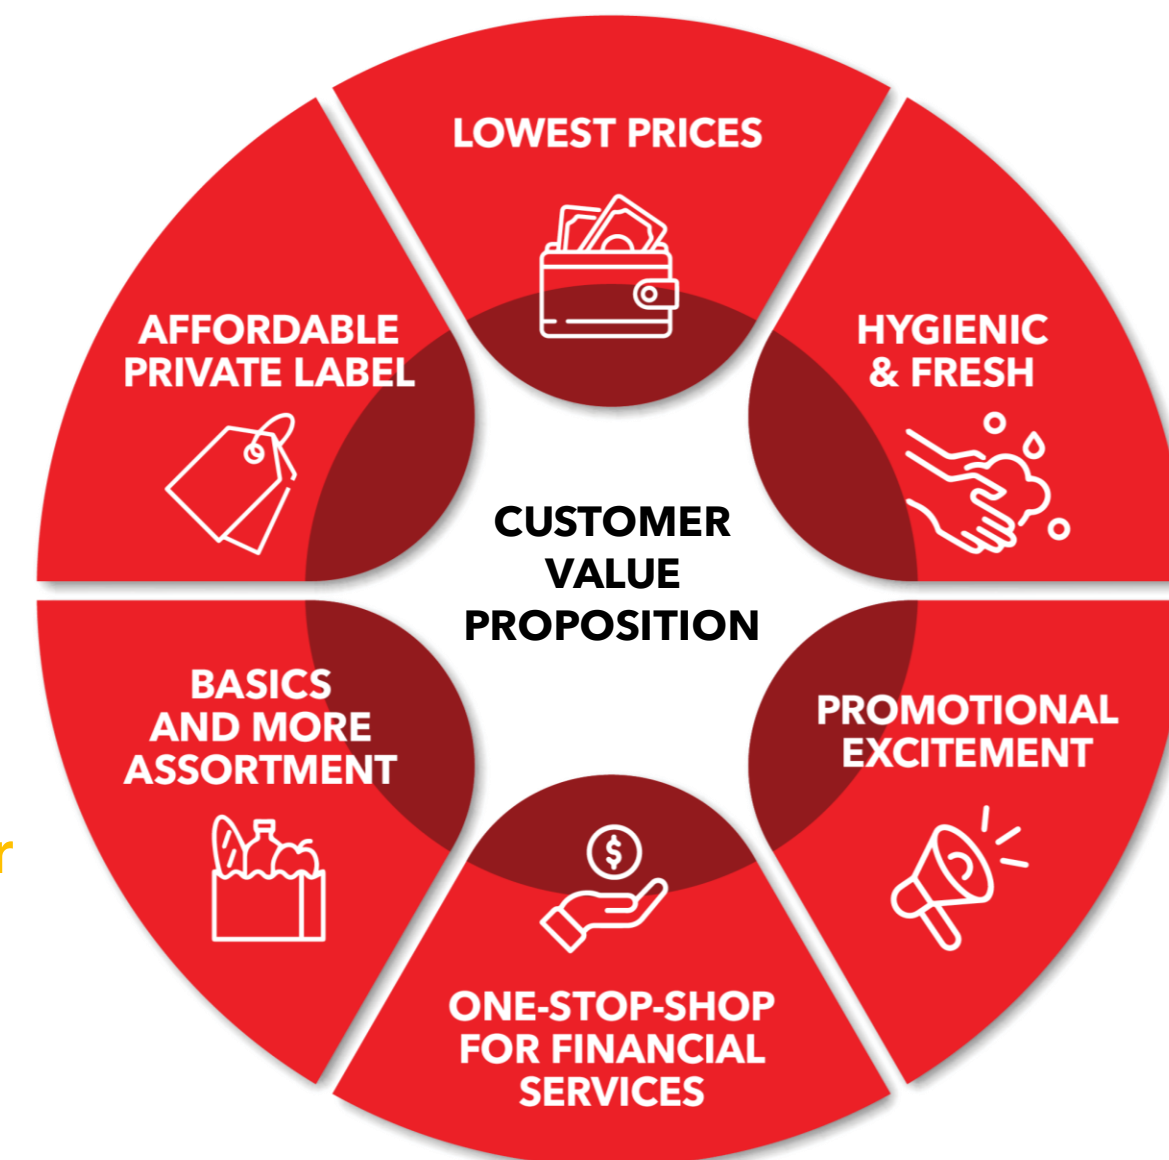 LOWEST PRICES
HYGIENIC
& FRESH
PROMOTIONAL
EXCITEMENT
ONE-STOP-SHOP
FOR FINANCIAL
SERVICES
BASICS
AND MORE
ASSORTMENT
AFFORDABLE
PRIVATE LABEL
CUSTOMER
VALUE
PROPOSITION
$
r